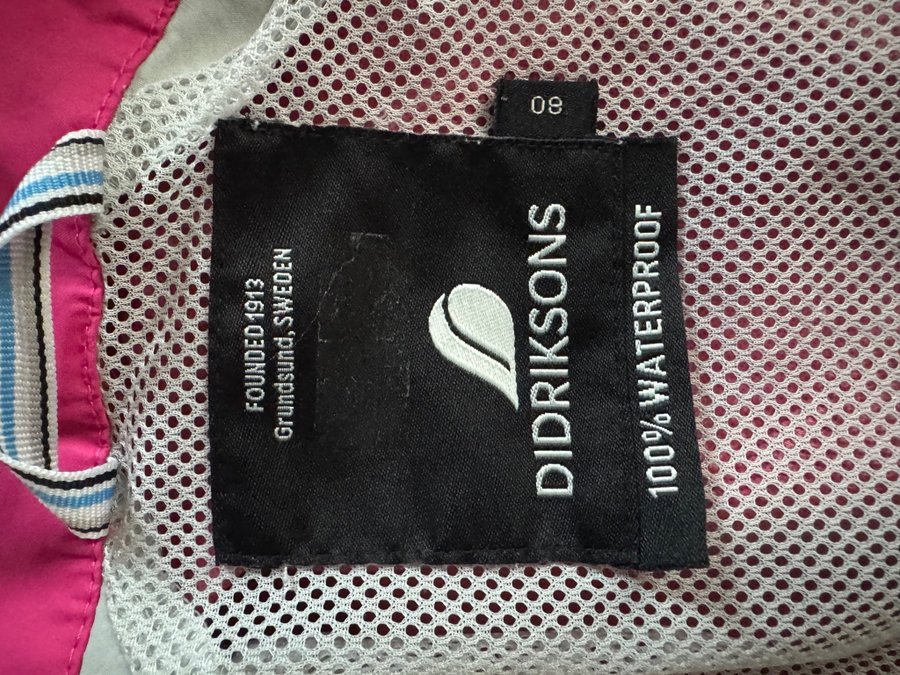 FOUNDED 1913
Grundsund, SWEDEN
DIDRIKSONS
100% WATERPROOF
80